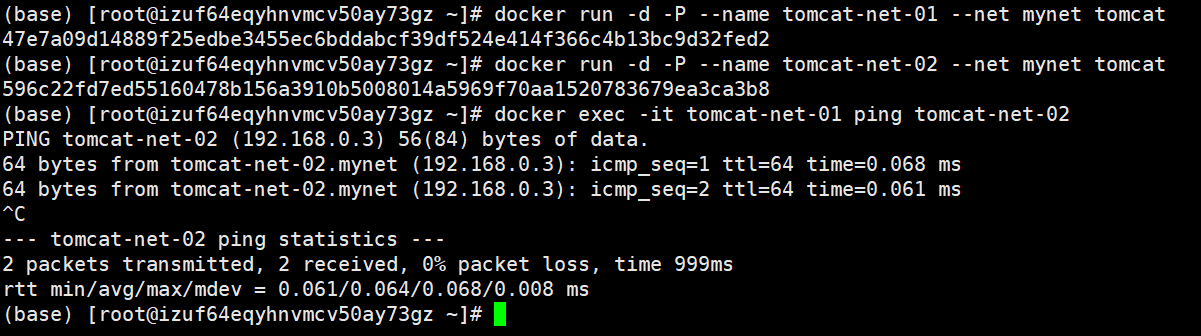 (base) [root@izuf64eqyhnvmcv50ay73gz ~]# docker run -d -P --name tomcat-net-01 --net mynet tomcat
47e7a09d14889f25edbe3455ec6bddabcf39df524e414f366c4b13bc9d32fed2
(base) [root@izuf64eqyhnvmcv50ay73gz ~]# docker run -d -P --name tomcat-net-02 --net mynet tomcat
596c22fd7ed55160478b156a3910b5008014a5969f70aa1520783679ea3ca3b8
(base) [root@izuf64eqyhnvmcv50ay73gz ~]# docker exec -it tomcat-net-01 ping tomcat-net-02
PING tomcat-net-02 (192.168.0.3) 56(84) bytes of data.
64 bytes from tomcat-net-02.mynet (192.168.0.3): icmp_seq=1 ttl=64 time=0.068 ms
64 bytes from tomcat-net-02.mynet (192.168.0.3): icmp_seq=2 ttl=64 time=0.061 ms
^C
--- tomcat-net-02 ping statistics ---
2 packets transmitted, 2 received, 0% packet loss, time 999ms
rtt min/avg/max/mdev = 0.061/0.064/0.068/0.008 ms
(base) [root@izuf64eqyhnvmcv50ay73gz ~]#